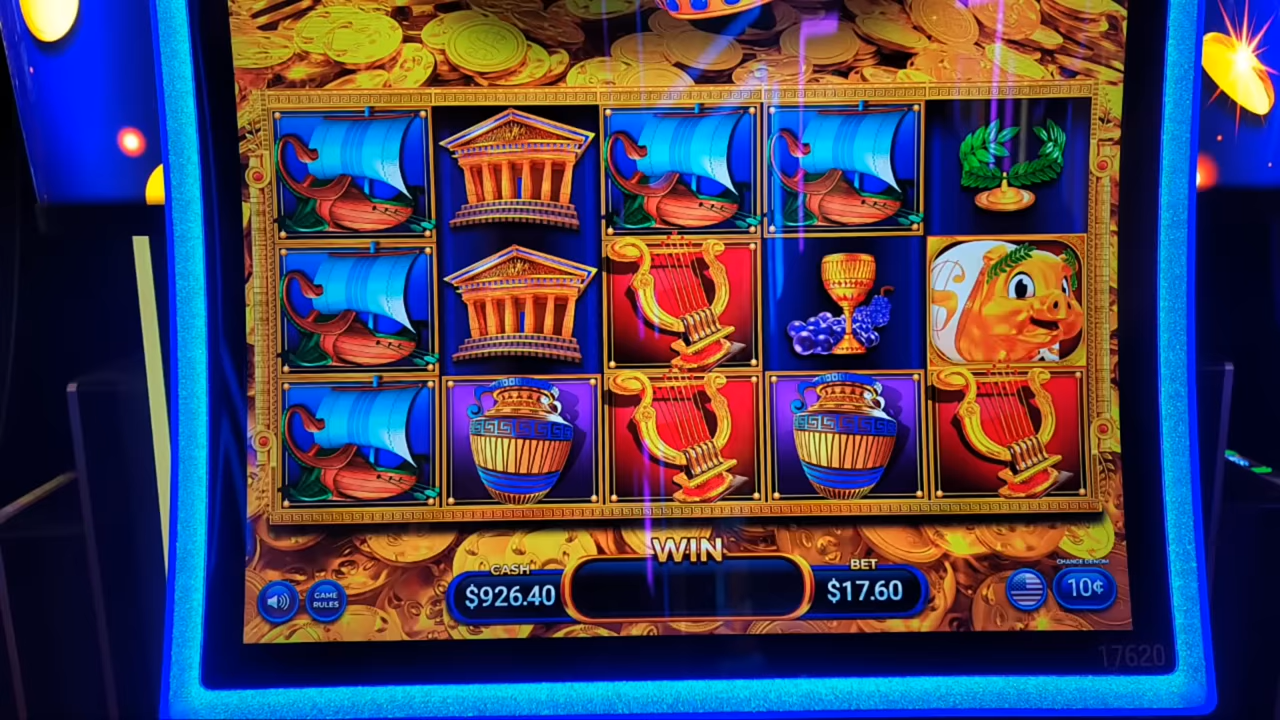 WIN
CASH
$926.40
BET
$17.60
GAME
RULES
CHANGE DENOM
10¢
17620